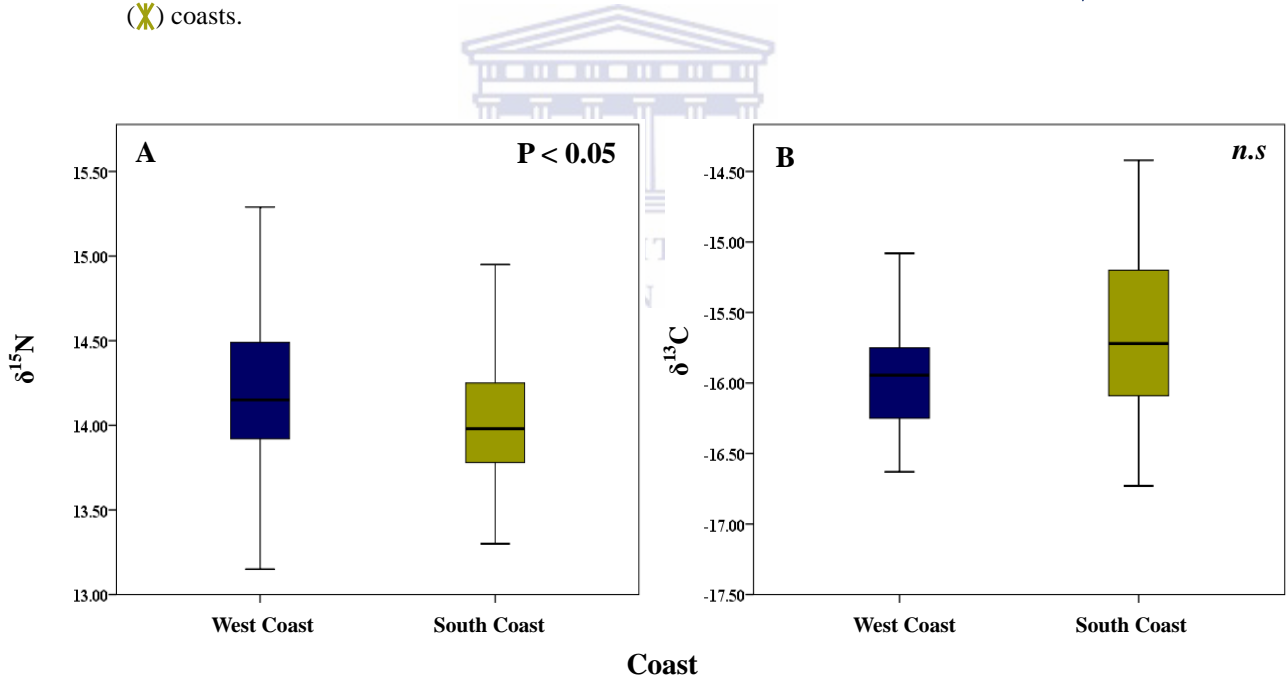 ( ) coasts.
A
P < 0.05
15.50
15.00
14.50
14.00
13.50
13.00
δ¹⁵N
West Coast
South Coast
B
n.s
-14.50
-15.00
-15.50
-16.00
-16.50
-17.00
-17.50
δ¹³C
West Coast
South Coast
Coast